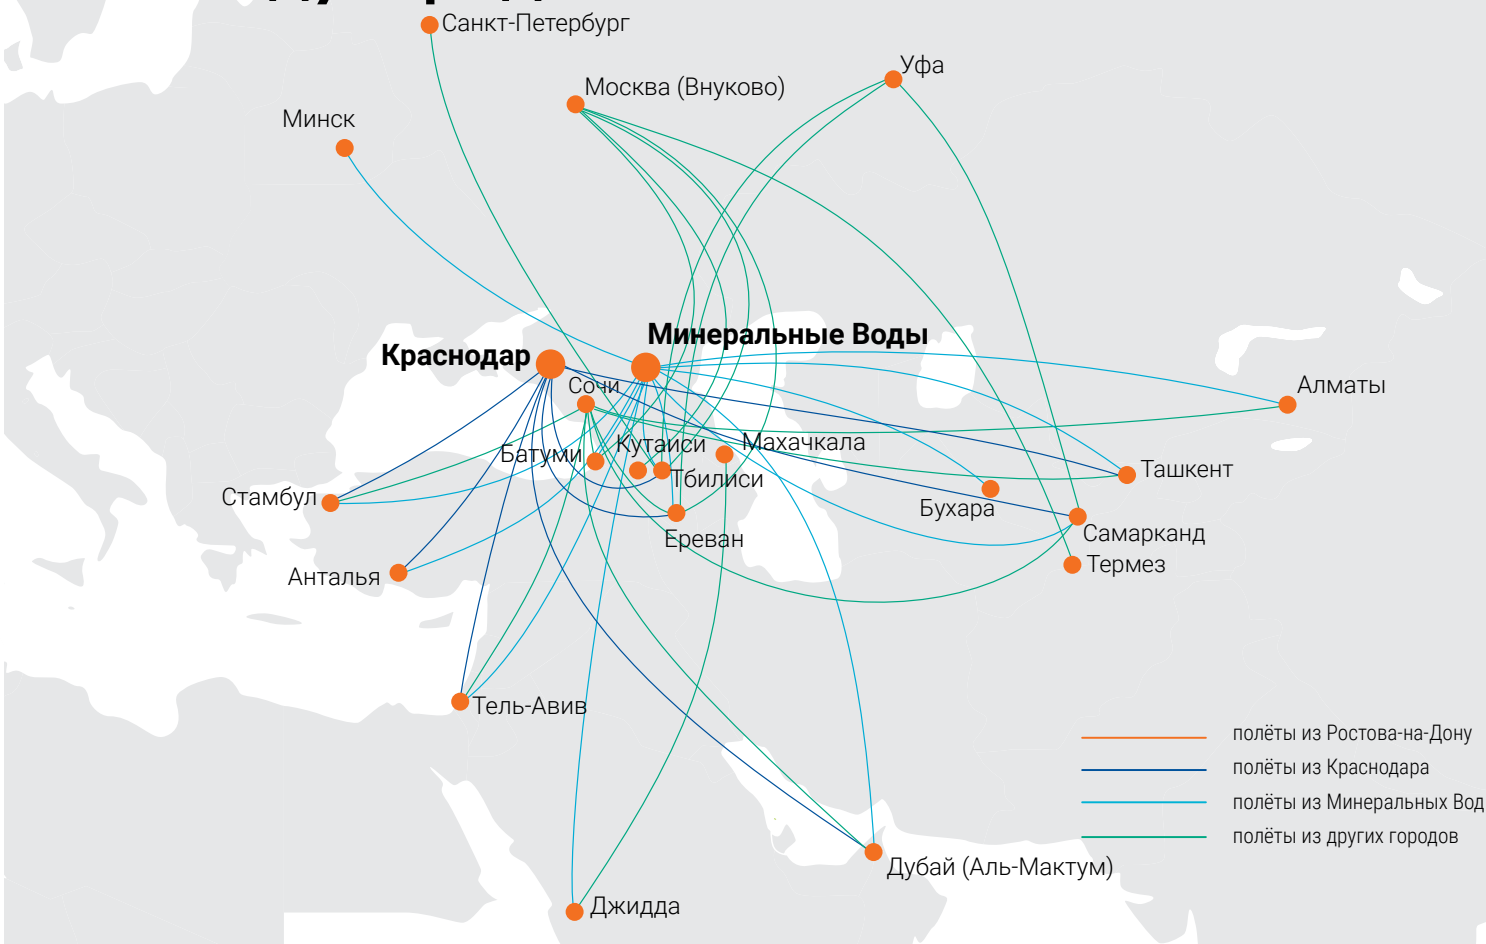 Санкт-Петербург
Уфа
Москва (Внуково)
Минск
Минеральные Воды
Краснодар
Сочи
Алматы
Кутаиси
Махачкала
Батуми
Тбилиси
Ташкент
Стамбул
Бухара
Ереван
Самарканд
Термез
Анталья
Тель-Авив
полёты из Ростова-на-Дону
полёты из Краснодара
полёты из Минеральных Вод
полёты из других городов
Дубай (Аль-Мактум)
Джидда